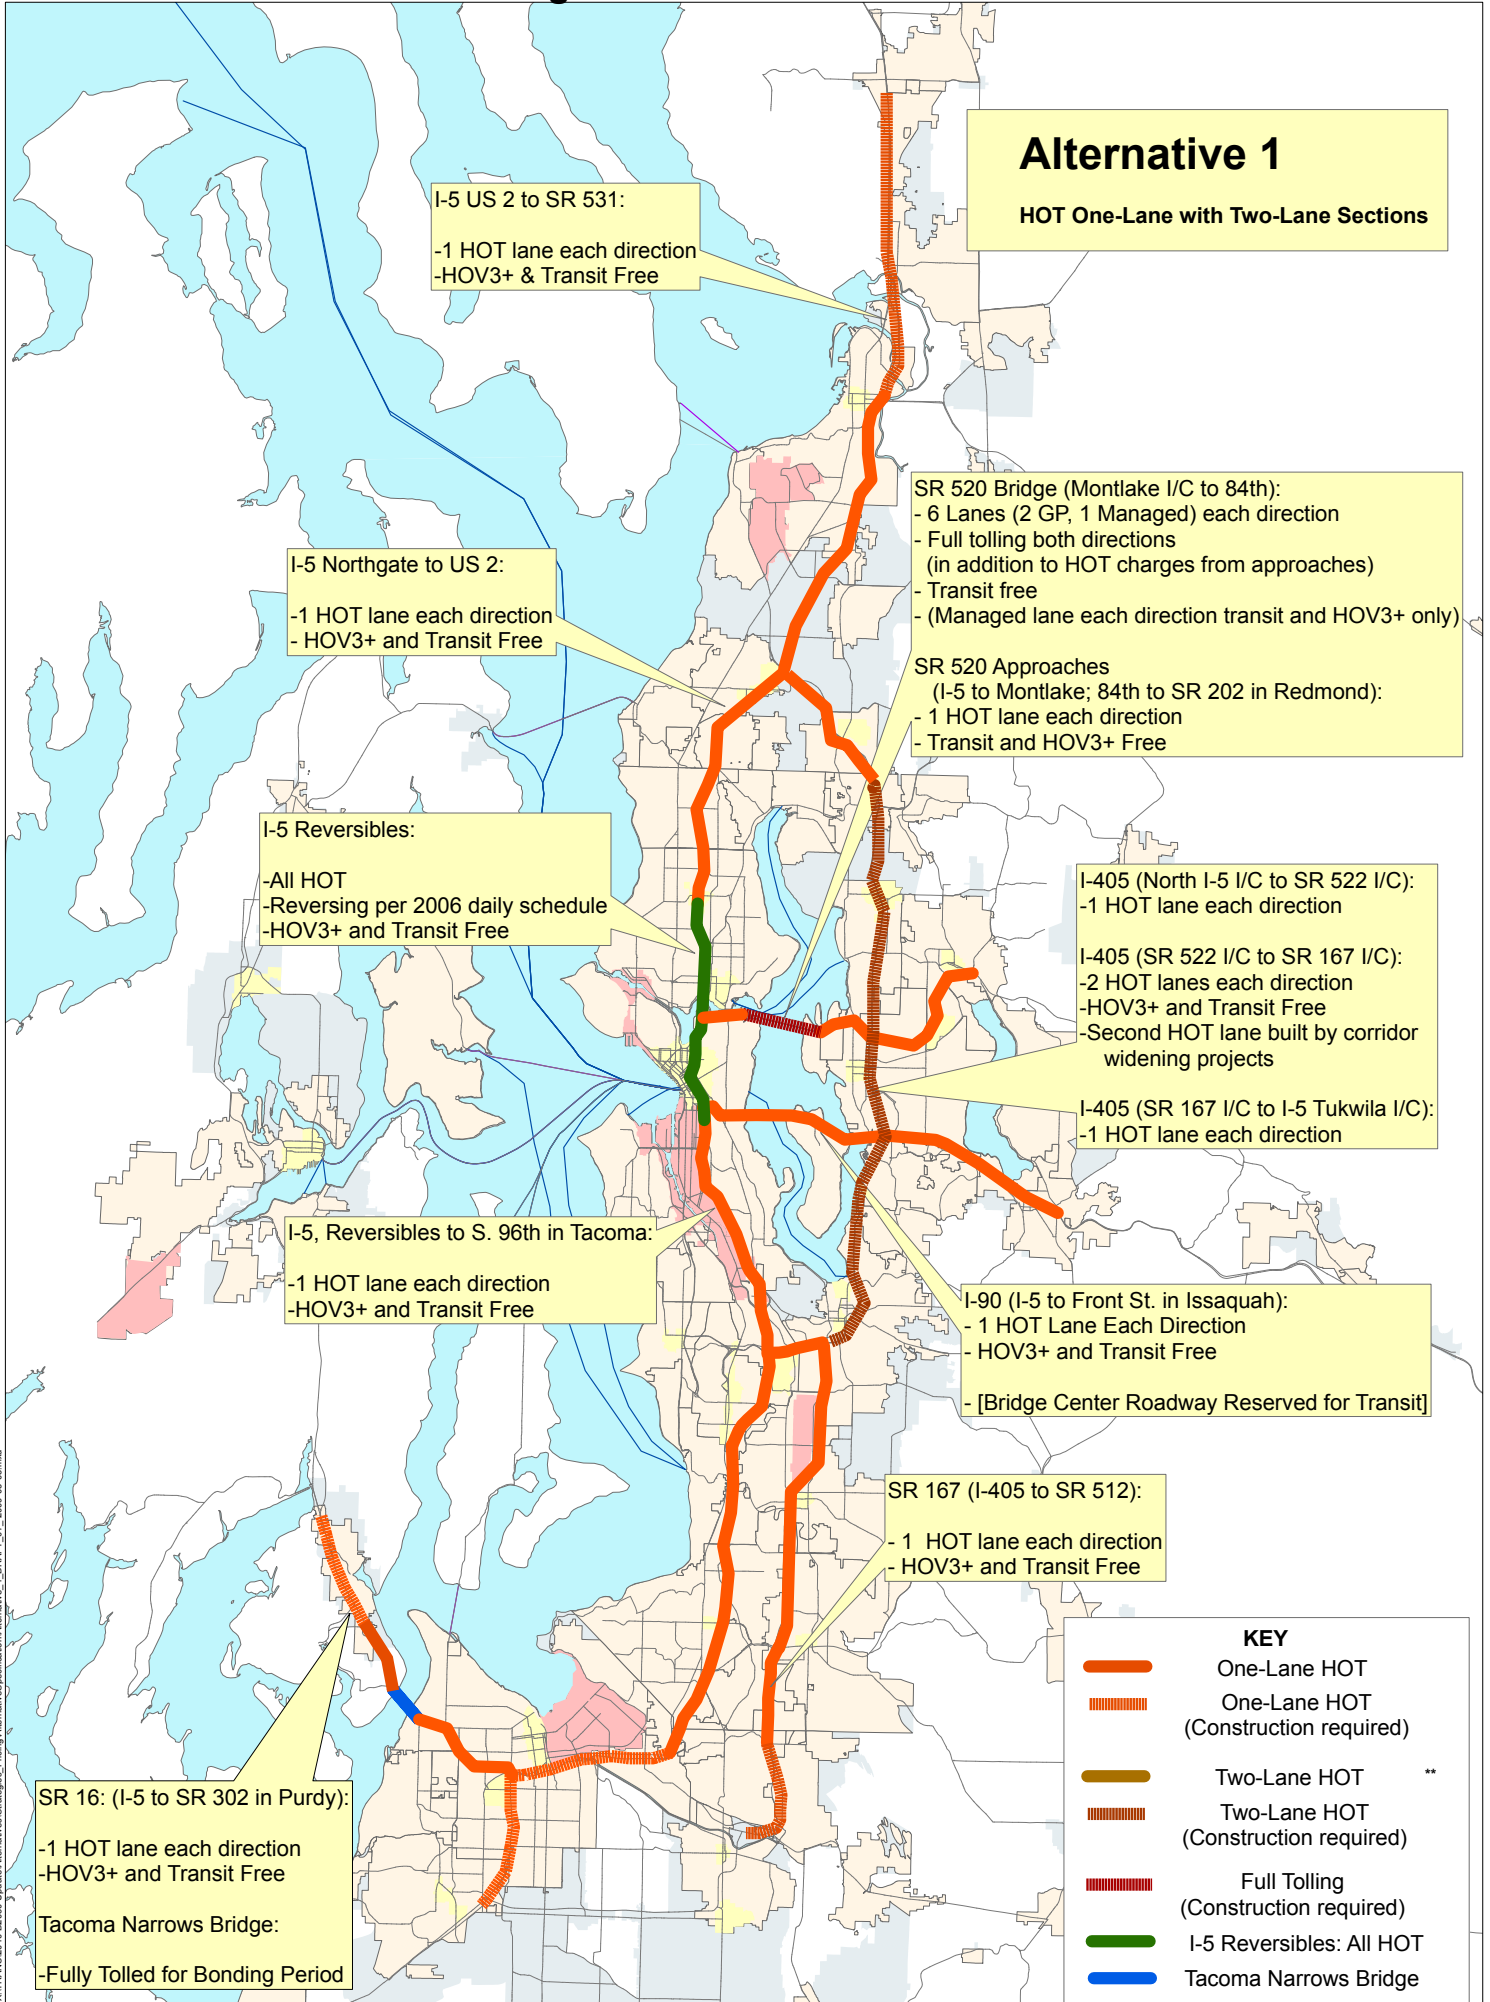 Alternative 1
HOT One-Lane with Two-Lane Sections
I-5 US 2 to SR 531:
-1 HOT lane each direction
-HOV3+ & Transit Free
SR 520 Bridge (Montlake I/C to 84th):
- 6 Lanes (2 GP, 1 Managed) each direction
- Full tolling both directions
(in addition to HOT charges from approaches)
- Transit free
- (Managed lane each direction transit and HOV3+ only)
SR 520 Approaches
(I-5 to Montlake; 84th to SR 202 in Redmond):
- 1 HOT lane each direction
- Transit and HOV3+ Free
I-5 Northgate to US 2:
-1 HOT lane each direction
- HOV3+ and Transit Free
I-5 Reversibles:
-All HOT
-Reversing per 2006 daily schedule
-HOV3+ and Transit Free
I-405 (North I-5 I/C to SR 522 I/C):
-1 HOT lane each direction
I-405 (SR 522 I/C to SR 167 I/C):
-2 HOT lanes each direction
-HOV3+ and Transit Free
-Second HOT lane built by corridor
widening projects
I-405 (SR 167 I/C to I-5 Tukwila I/C):
-1 HOT lane each direction
I-5, Reversibles to S. 96th in Tacoma:
-1 HOT lane each direction
-HOV3+ and Transit Free
I-90 (I-5 to Front St. in Issaquah):
- 1 HOT Lane Each Direction
- HOV3+ and Transit Free
- [Bridge Center Roadway Reserved for Transit]
SR 167 (I-405 to SR 512):
- 1 HOT lane each direction
- HOV3+ and Transit Free
SR 16: (I-5 to SR 302 in Purdy):
-1 HOT lane each direction
-HOV3+ and Transit Free
Tacoma Narrows Bridge:
-Fully Tolled for Bonding Period
KEY
One-Lane HOT
One-Lane HOT
(Construction required)
Two-Lane HOT **
Two-Lane HOT
(Construction required)
Full Tolling
(Construction required)
I-5 Reversibles: All HOT
Tacoma Narrows Bridge